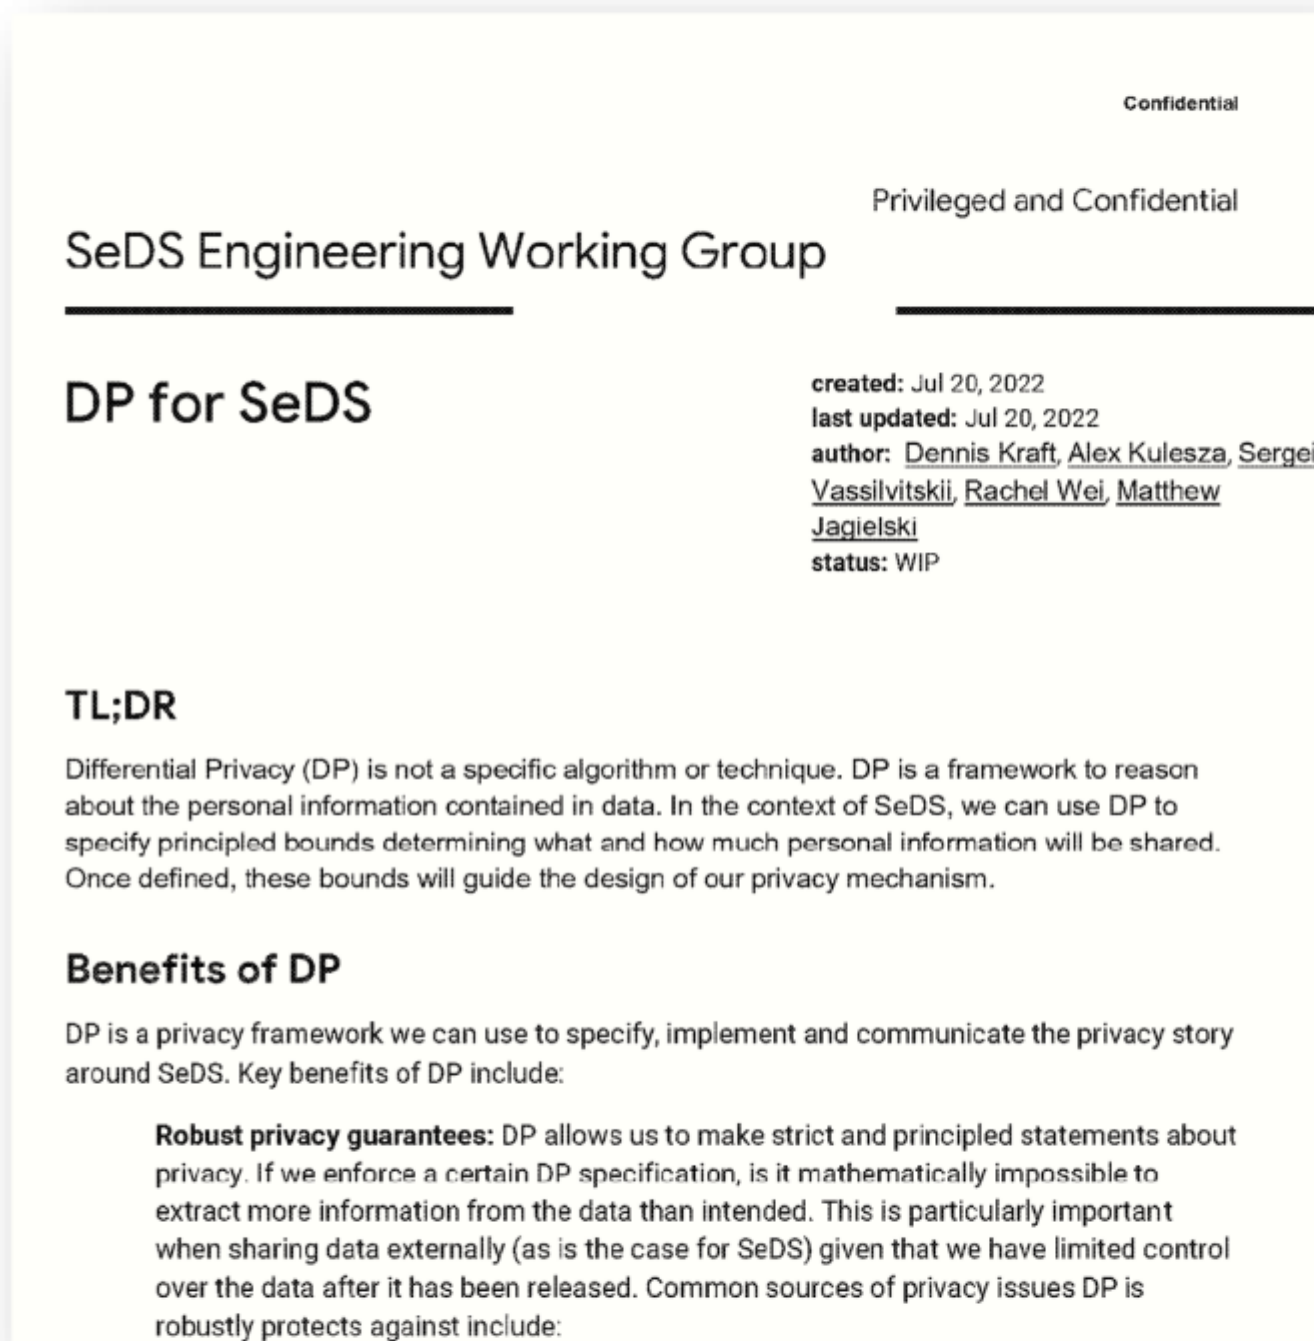 Confidential
Privileged and Confidential
SeDS Engineering Working Group
DP for SeDS
created: Jul 20, 2022
last updated: Jul 20, 2022
author: Dennis Kraft, Alex Kulesza, Sergei
Vassilvitskii, Rachel Wei, Matthew
Jagielski
status: WIP
TL;DR
Differential Privacy (DP) is not a specific algorithm or technique. DP is a framework to reason
about the personal information contained in data. In the context of SeDS, we can use DP to
specify principled bounds determining what and how much personal information will be shared.
Once defined, these bounds will guide the design of our privacy mechanism.
Benefits of DP
DP is a privacy framework we can use to specify, implement and communicate the privacy story
around SeDS. Key benefits of DP include:
Robust privacy guarantees: DP allows us to make strict and principled statements about
privacy. If we enforce a certain DP specification, is it mathematically impossible to
extract more information from the data than intended. This is particularly important
when sharing data externally (as is the case for SeDS) given that we have limited control
over the data after it has been released. Common sources of privacy issues DP is
robustly protects against include: